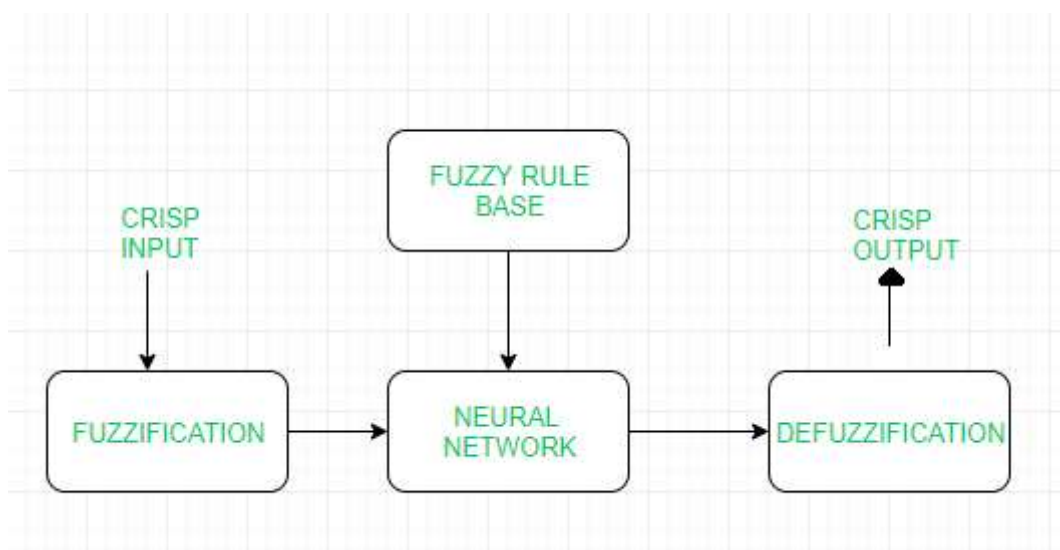 FUZZY RULE
BASE
CRISP
INPUT
CRISP
OUTPUT
FUZZIFICATION
NEURAL
NETWORK
DEFUZZIFICATION